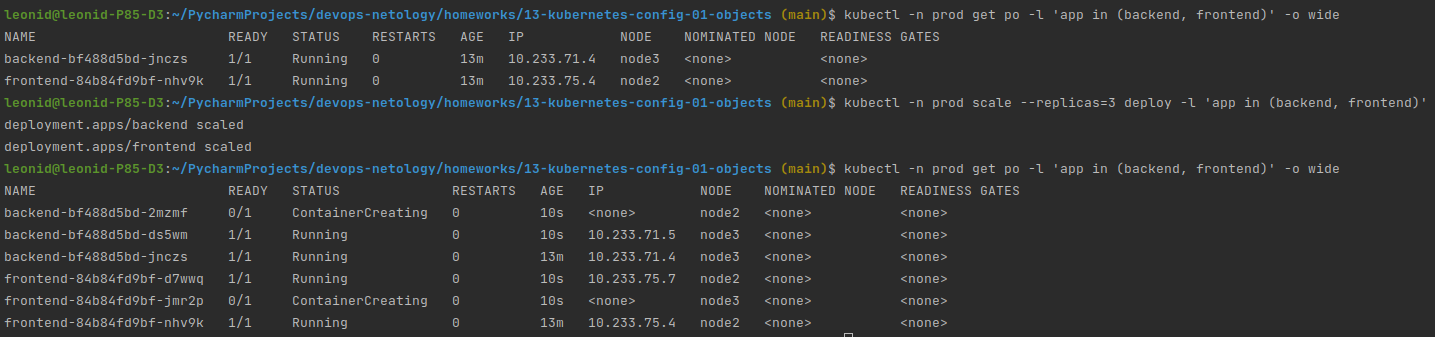 leonid@leonid-P85-D3:~/PycharmProjects/devops-netology/homeworks/13-kubernetes-config-01-objects (main)$ kubectl -n prod get po -l 'app in (backend, frontend)' -o wide
NAME                        READY   STATUS    RESTARTS   AGE   IP            NODE    NOMINATED NODE   READINESS GATES
backend-bf488d5bd-jnczs     1/1     Running   0          13m   10.233.71.4   node3   <none>           <none>
frontend-84b84fd9bf-nhv9k   1/1     Running   0          13m   10.233.75.4   node2   <none>           <none>
leonid@leonid-P85-D3:~/PycharmProjects/devops-netology/homeworks/13-kubernetes-config-01-objects (main)$ kubectl -n prod scale --replicas=3 deploy -l 'app in (backend, frontend)'
deployment.apps/backend scaled
deployment.apps/frontend scaled
leonid@leonid-P85-D3:~/PycharmProjects/devops-netology/homeworks/13-kubernetes-config-01-objects (main)$ kubectl -n prod get po -l 'app in (backend, frontend)' -o wide
NAME                        READY   STATUS              RESTARTS   AGE   IP            NODE    NOMINATED NODE   READINESS GATES
backend-bf488d5bd-2mzmf     0/1     ContainerCreating   0          10s   <none>        node2   <none>           <none>
backend-bf488d5bd-ds5wm     1/1     Running             0          10s   10.233.71.5   node3   <none>           <none>
backend-bf488d5bd-jnczs     1/1     Running             0          13m   10.233.71.4   node3   <none>           <none>
frontend-84b84fd9bf-d7wwq   1/1     Running             0          10s   10.233.75.7   node2   <none>           <none>
frontend-84b84fd9bf-jmr2p   0/1     ContainerCreating   0          10s   <none>        node3   <none>           <none>
frontend-84b84fd9bf-nhv9k   1/1     Running             0          13m   10.233.75.4   node2   <none>           <none>